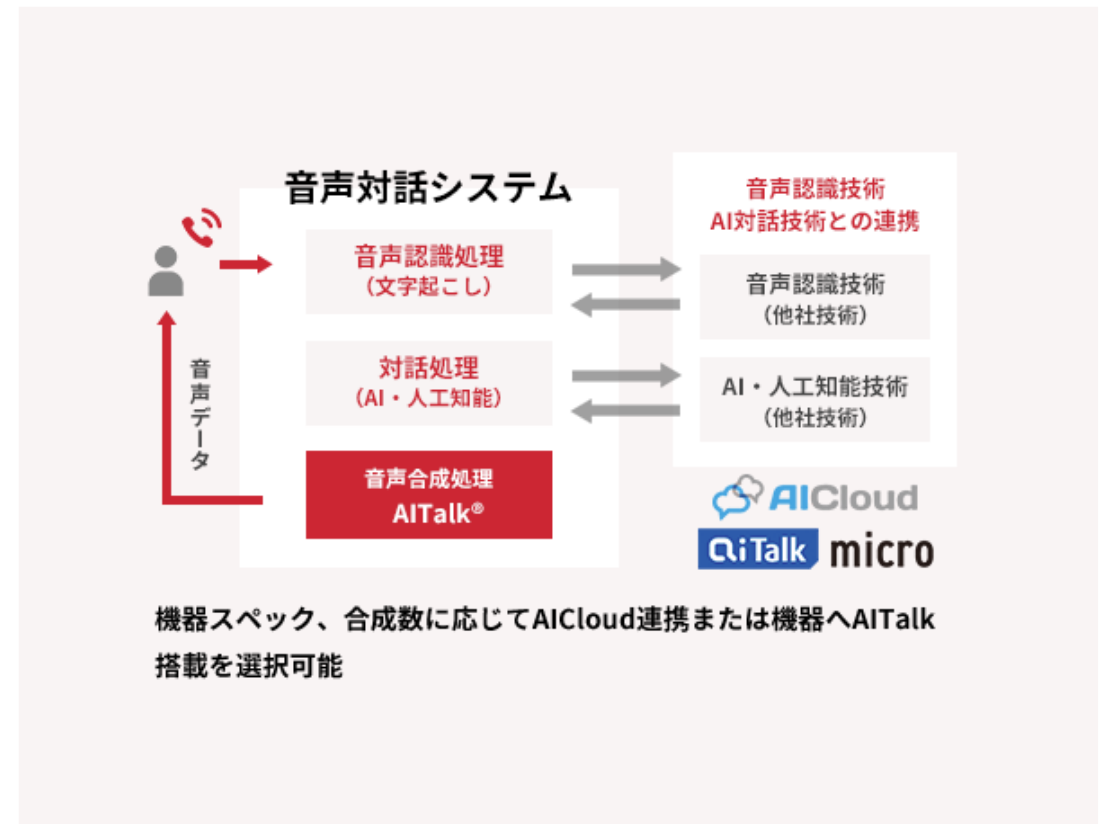 音声対話システム
音声認識処理
（文字起こし）
対話処理
（AI・人工知能）
音声合成処理
AITalk®
音声データ
音声認識技術
AI対話技術との連携
音声認識技術
（他社技術）
AI・人工知能技術
（他社技術）
AICloud
AiTalk micro
機器スペック、合成数に応じてAICloud連携または機器へAITalk
搭載を選択可能